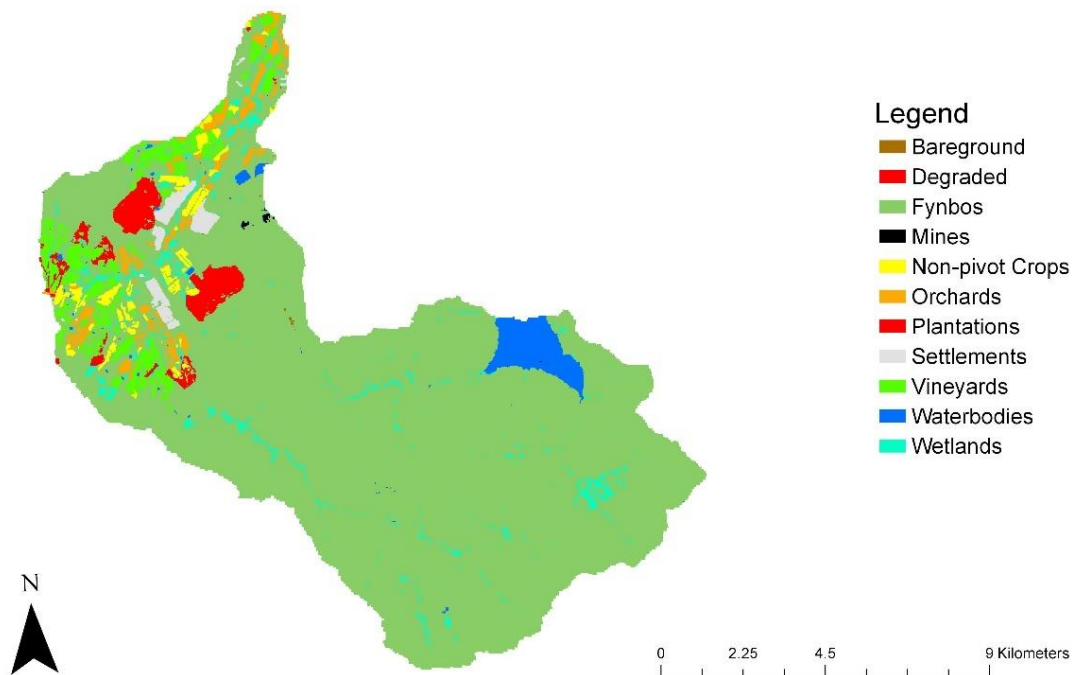 Legend
Bareground
Degraded
Fynbos
Mines
Non-pivot Crops
Orchards
Plantations
Settlements
Vineyards
Waterbodies
Wetlands
N
0 2.25 4.5 9 Kilometers